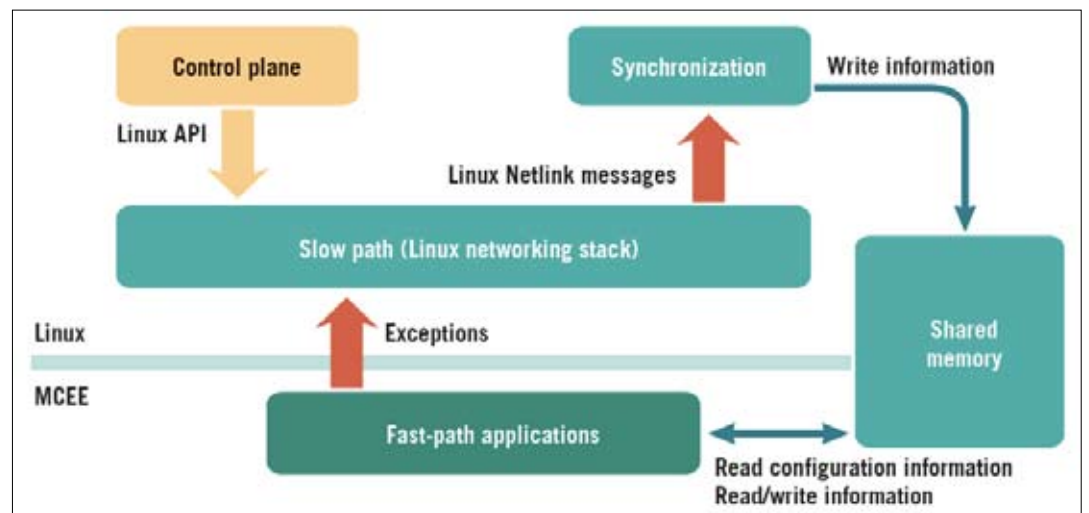 Control plane
Synchronization
Write information
Linux API
Linux Netlink messages
Slow path (Linux networking stack)
Linux
Exceptions
Shared
memory
MCEE
Fast-path applications
Read configuration information
Read/write information